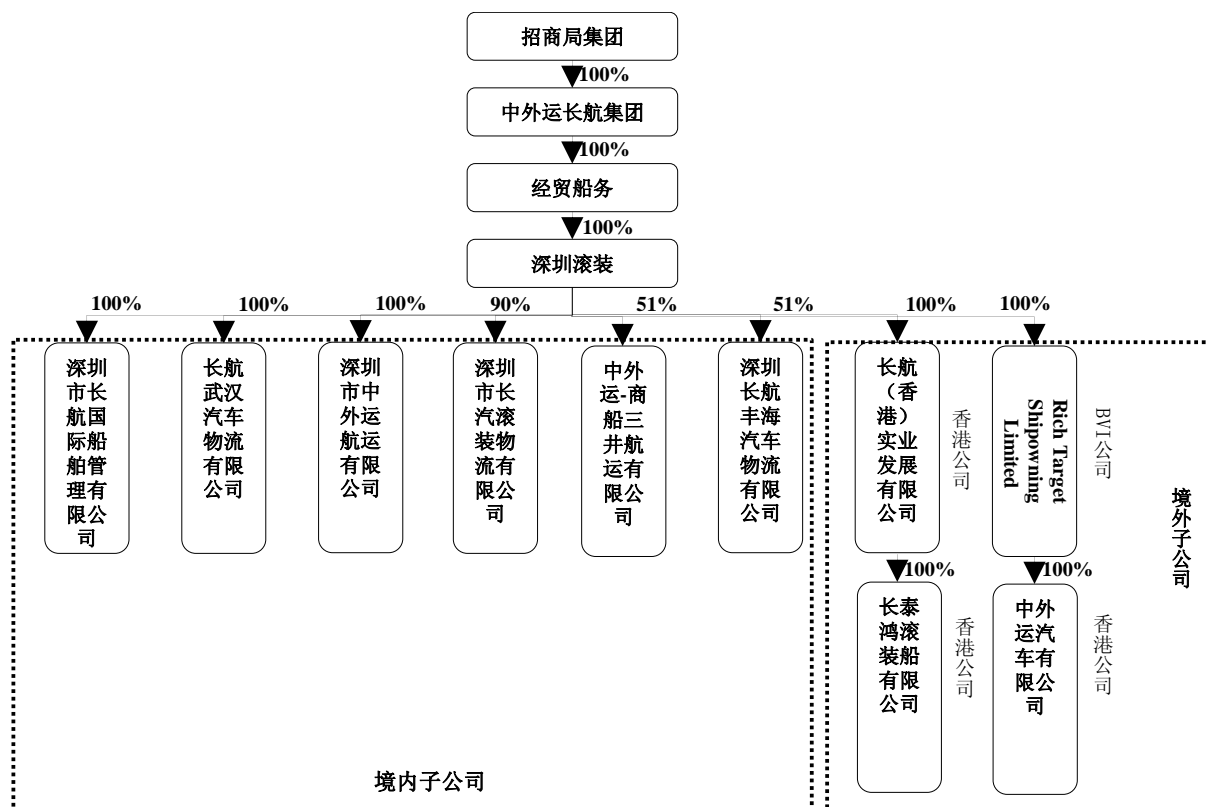 招商局集团
100%
中外运长航集团
100%
经贸船务
100%
深圳滚装
100%
100%
100%
90%
51%
51%
100%
100%
深圳
市长
航国
际船
舶管
理有
限公
司
长航
武汉
汽车
物流
有限
公司
深圳
市中
外运
航运
有限
公司
深圳
市长
汽滚
装物
流有
限公
司
中外
运-商
船三
井航
运有
限公
司
深圳
长航
丰海
汽车
物流
有限
公司
长航
（香
港）
实业
发展
有限
公司
香港公司
Rich Target
Shipowning
Limited
BVI公司
100%
100%
长泰
鸿滚
装船
有限
公司
香港公司
中外
运汽
车有
限公
司
香港公司
境内子公司
境外子公司